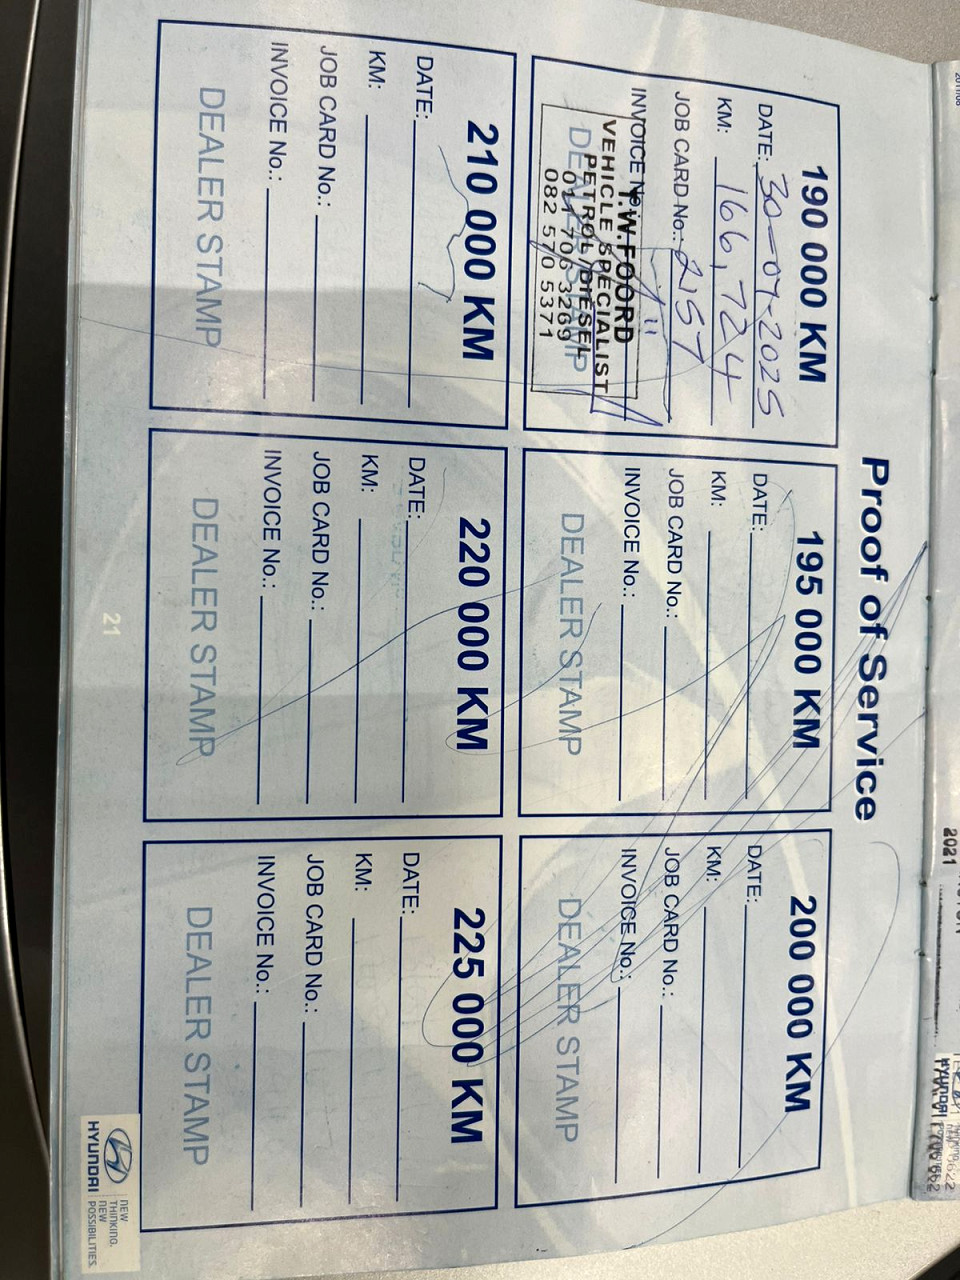 Proof of Service
190 000 KM
DATE: 30-07-2025
KM: 166,724
JOB CARD No.: 2157
INVOICE No.:
DEALER STAMP
T.W.FOORD
VEHICLE SPECIALIST
PETROL/DIESEL
011 706 3269
082 570 5371
195 000 KM
DATE:
KM:
JOB CARD No.:
INVOICE No.:
DEALER STAMP
200 000 KM
DATE:
KM:
JOB CARD No.:
INVOICE No.:
DEALER STAMP
210 000 KM
DATE:
KM:
JOB CARD No.:
INVOICE No.:
DEALER STAMP
220 000 KM
DATE:
KM:
JOB CARD No.:
INVOICE No.:
DEALER STAMP
225 000 KM
DATE:
KM:
JOB CARD No.:
INVOICE No.:
DEALER STAMP
21
HYUNDAI
NEW
THINKING.
NEW
POSSIBILITIES.
2021